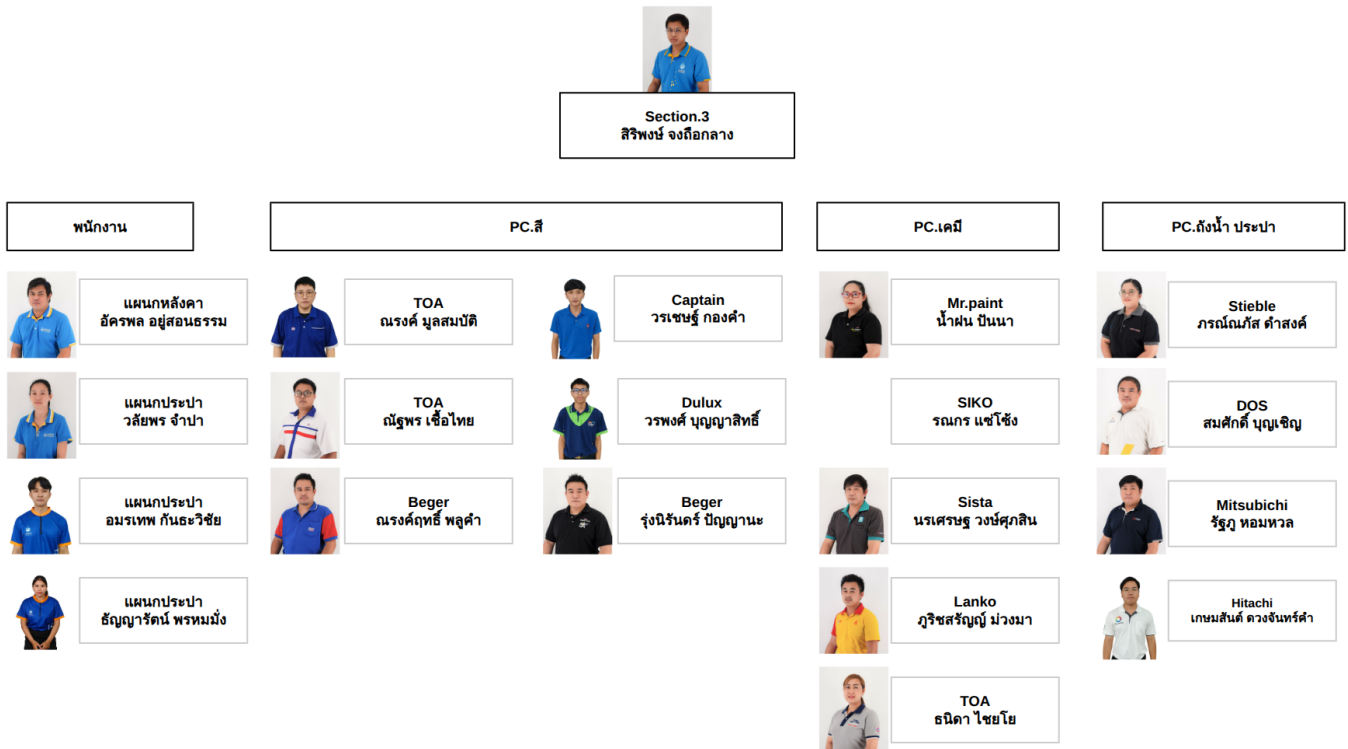 Section.3
สิริพงษ์ จงถือกลาง
พนักงาน
PC.สี
PC.เคมี
PC.ถังน้ำ ประปา
แผนกหลังคา
อัครพล อยู่สอนธรรม
TOA
ณรงค์ มูลสมบัติ
Captain
วรเชษฐ์ กองคำ
Mr.paint
น้ำฝน ปันนา
Stieble
ภรณ์ณภัส ดำสงค์
แผนกประปา
วลัยพร จำปา
TOA
ณัฐพร เชื้อไทย
Dulux
วรพงศ์ บุญญาสิทธิ์
SIKO
รณกร แซ่โซ้ง
DOS
สมศักดิ์ บุญเชิญ
แผนกประปา
อมรเทพ กันธะวิชัย
Beger
ณรงค์ฤทธิ์ พลูคำ
Beger
รุ่งนิรันดร์ ปัญญานะ
Sista
นรเศรษฐ วงษ์ศุภสิน
Mitsubichi
รัฐภู หอมหวล
แผนกประปา
ธัญญารัตน์ พรหมมั่ง
Lanko
ภูริชสรัญญ์ ม่วงมา
Hitachi
เกษมสันต์ ดวงจันทร์คำ
TOA
ธนิดา ไชยโย